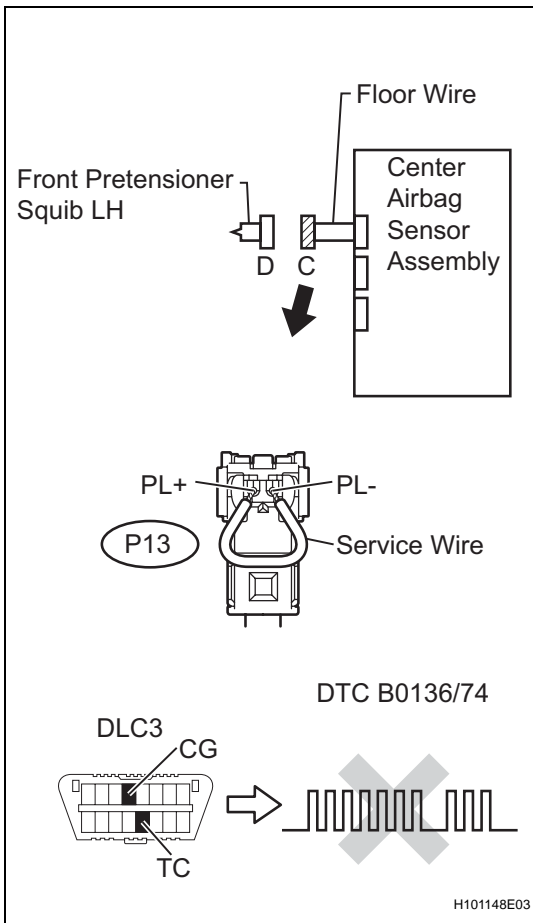 Floor Wire
Front Pretensioner
Squib LH
Center
Airbag
Sensor
Assembly
D
C
PL+
PL-
P13
Service Wire
DTC B0136/74
DLC3
CG
TC
H101148E03